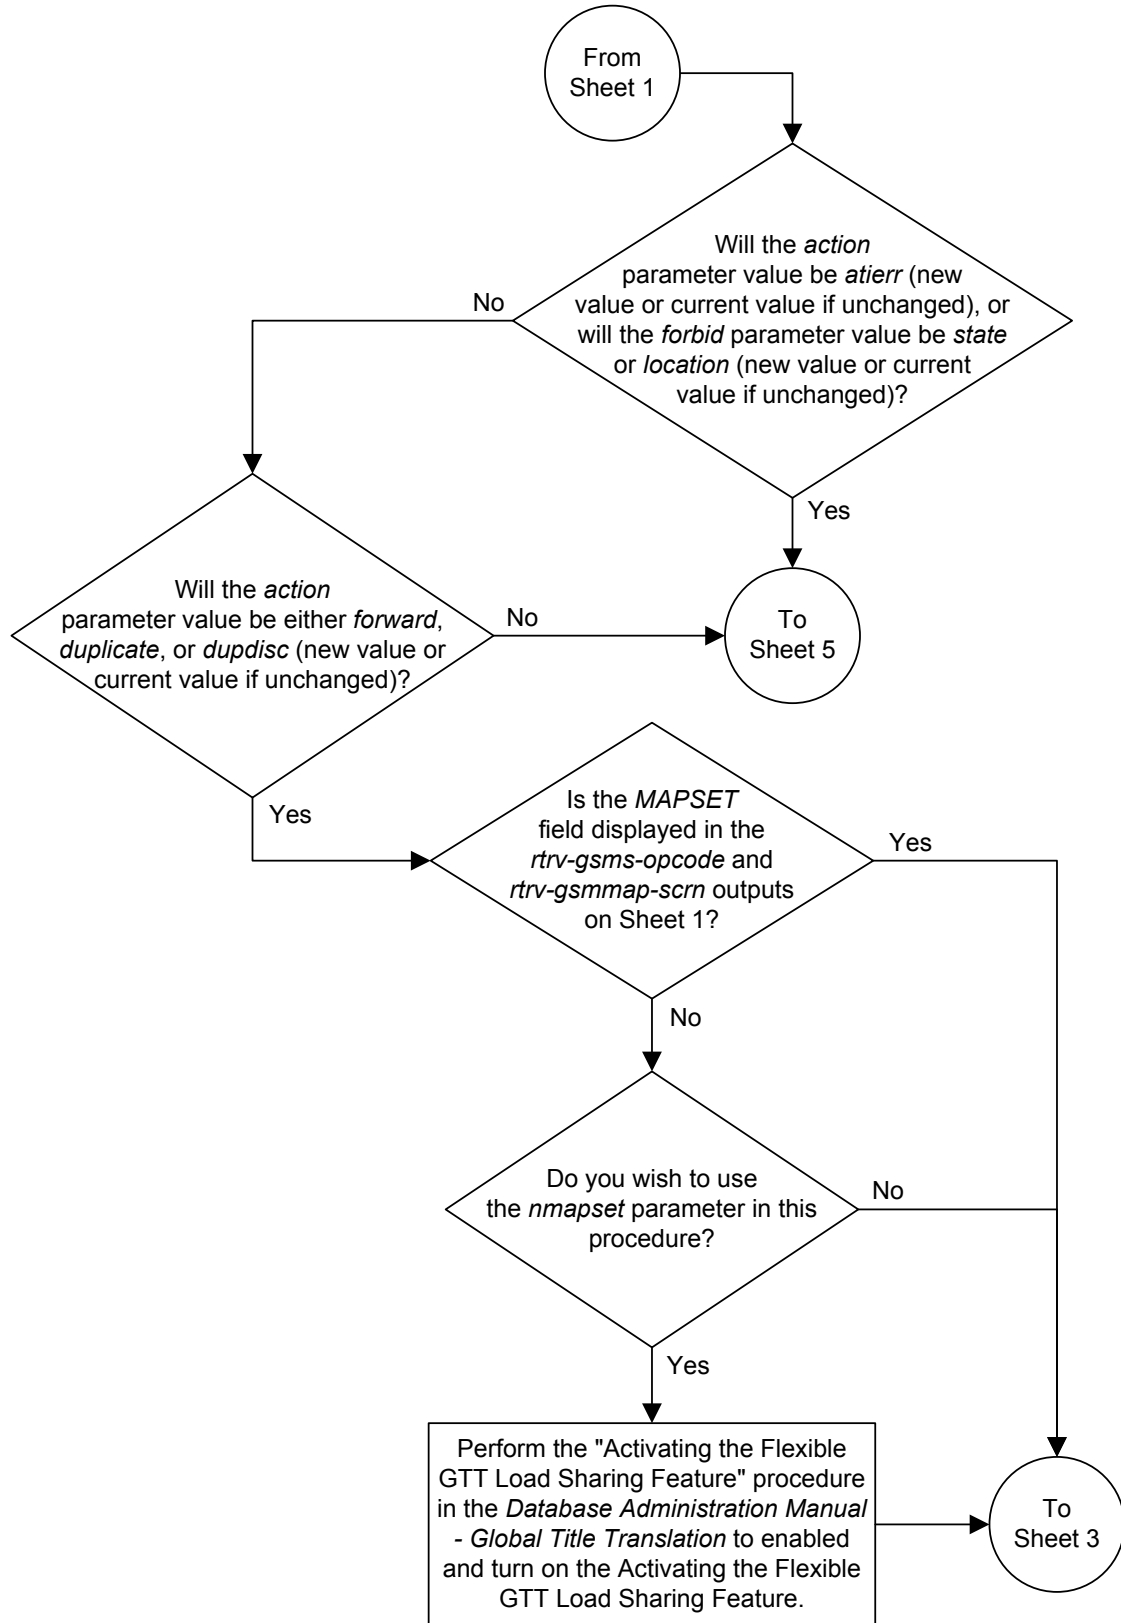 From
Sheet 1
Will the action
parameter value be atierr (new
value or current value if unchanged), or
will the forbid parameter value be state
or location (new value or current
value if unchanged)?
No
Yes
Will the action
parameter value be either forward,
duplicate, or dupdisc (new value or
current value if unchanged)?
No
To
Sheet 5
Yes
Is the MAPSET
field displayed in the
rtrv-gsms-opcode and
rtrv-gsmmap-scrn outputs
on Sheet 1?
Yes
No
Do you wish to use
the nmapset parameter in this
procedure?
No
Yes
Perform the "Activating the Flexible
GTT Load Sharing Feature" procedure
in the Database Administration Manual
- Global Title Translation to enabled
and turn on the Activating the Flexible
GTT Load Sharing Feature.
To
Sheet 3